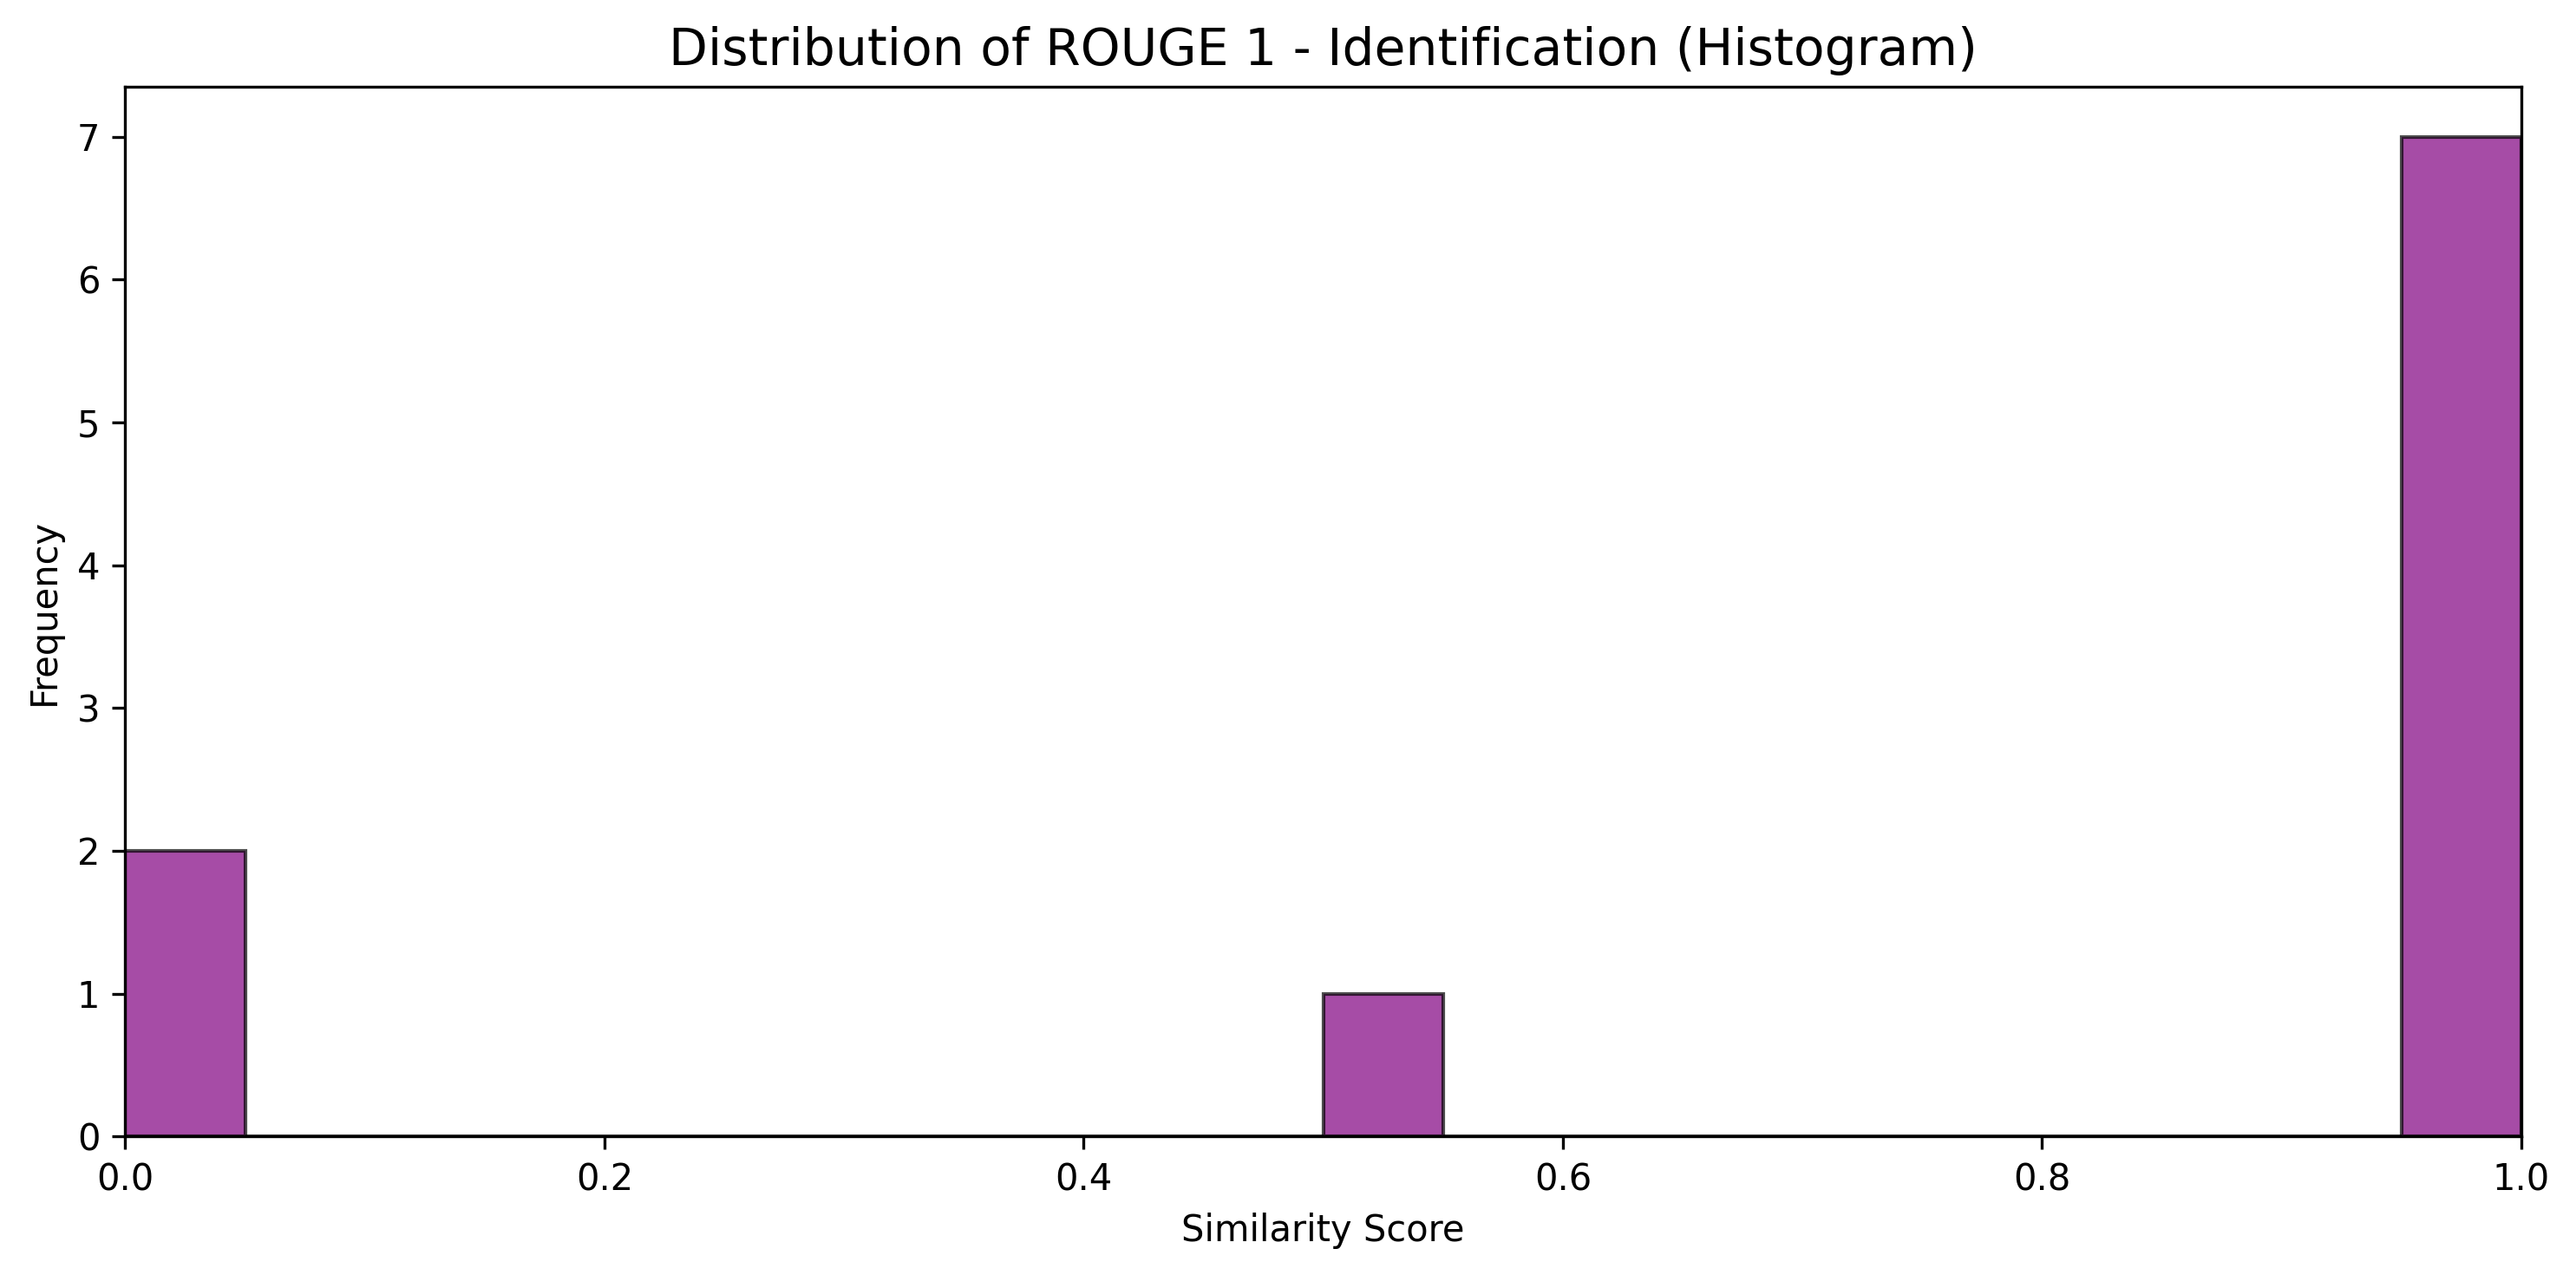 Distribution of ROUGE 1 - Identification (Histogram)
7
6
5
4
3
2
1
0
Frequency
0.0 0.2 0.4 0.6 0.8 1.0
Similarity Score